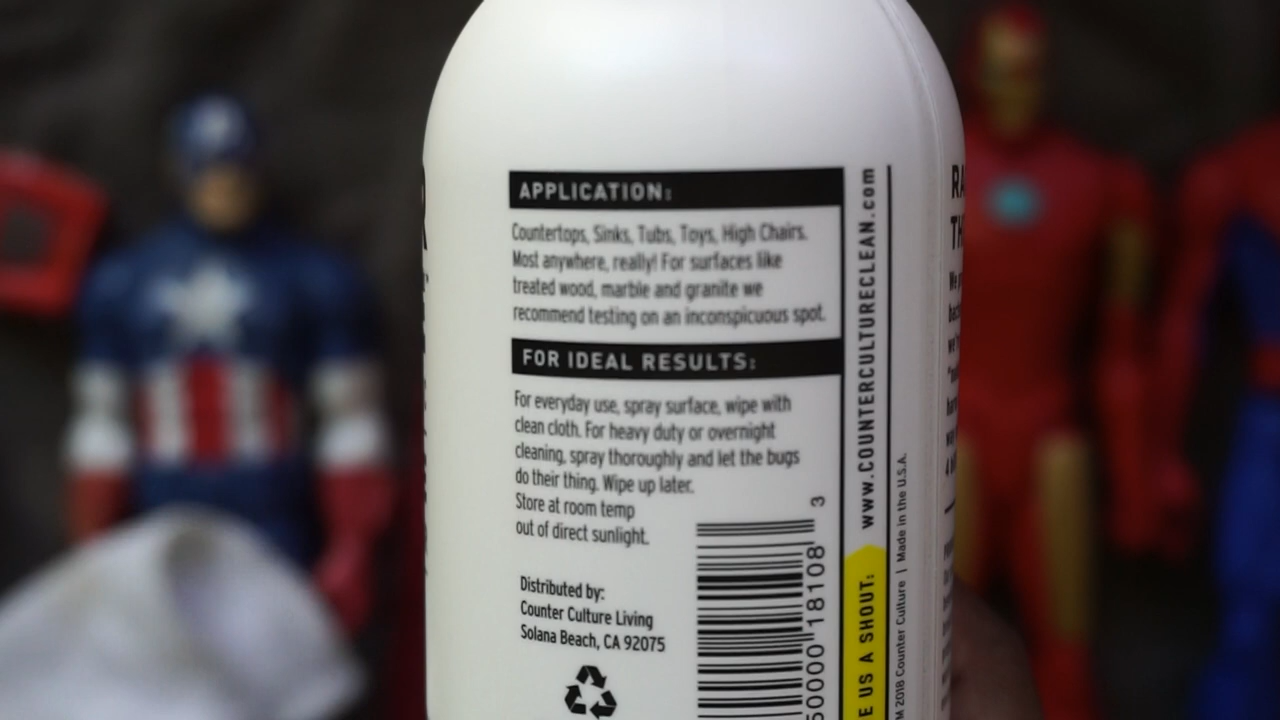 APPLICATION:
Countertops, Sinks, Tubs, Toys, High Chairs.
Most anywhere, really! For surfaces like
treated wood, marble and granite we
recommend testing on an inconspicuous spot.
FOR IDEAL RESULTS:
For everyday use, spray surface, wipe with
clean cloth. For heavy duty or overnight
cleaning, spray thoroughly and let the bugs
do their thing. Wipe up later.
Store at room temp
out of direct sunlight.
Distributed by:
Counter Culture Living
Solana Beach, CA 92075
3
50000 18108
WWW.COUNTERCULTURECLEAN.com
E US A SHOUT:
2018 Counter Culture | Made in the U.S.A.
RA
TH
We